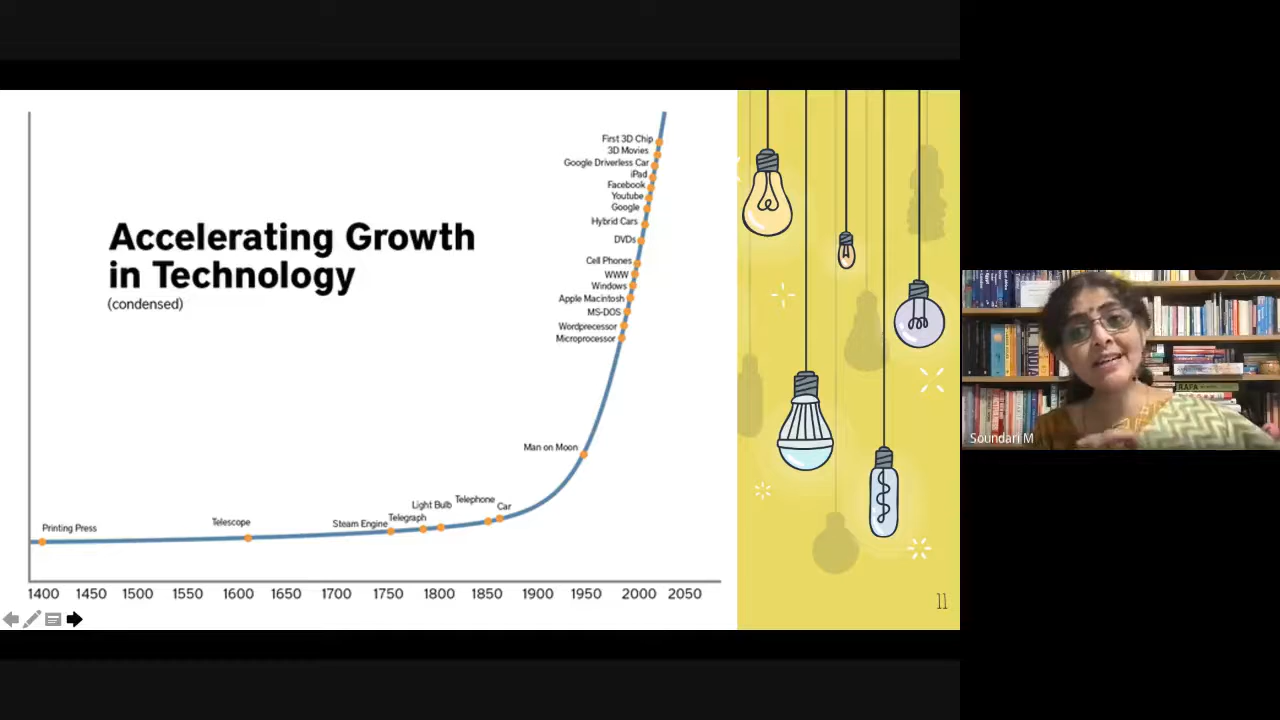 Accelerating Growth
in Technology
(condensed)
First 3D Chip
3D Movies
Google Driverless Car
iPad
Facebook
Youtube
Google
Hybrid Cars
DVDs
Cell Phones
WWW
Windows
Apple Macintosh
MS-DOS
Wordprecessor
Microprocessor
Man on Moon
Car
Telephone
Light Bulb
Telegraph
Steam Engine
Telescope
Printing Press
1400 1450 1500 1550 1600 1650 1700 1750 1800 1850 1900 1950 2000 2050
11
INDIA
RAFA
Soundari M